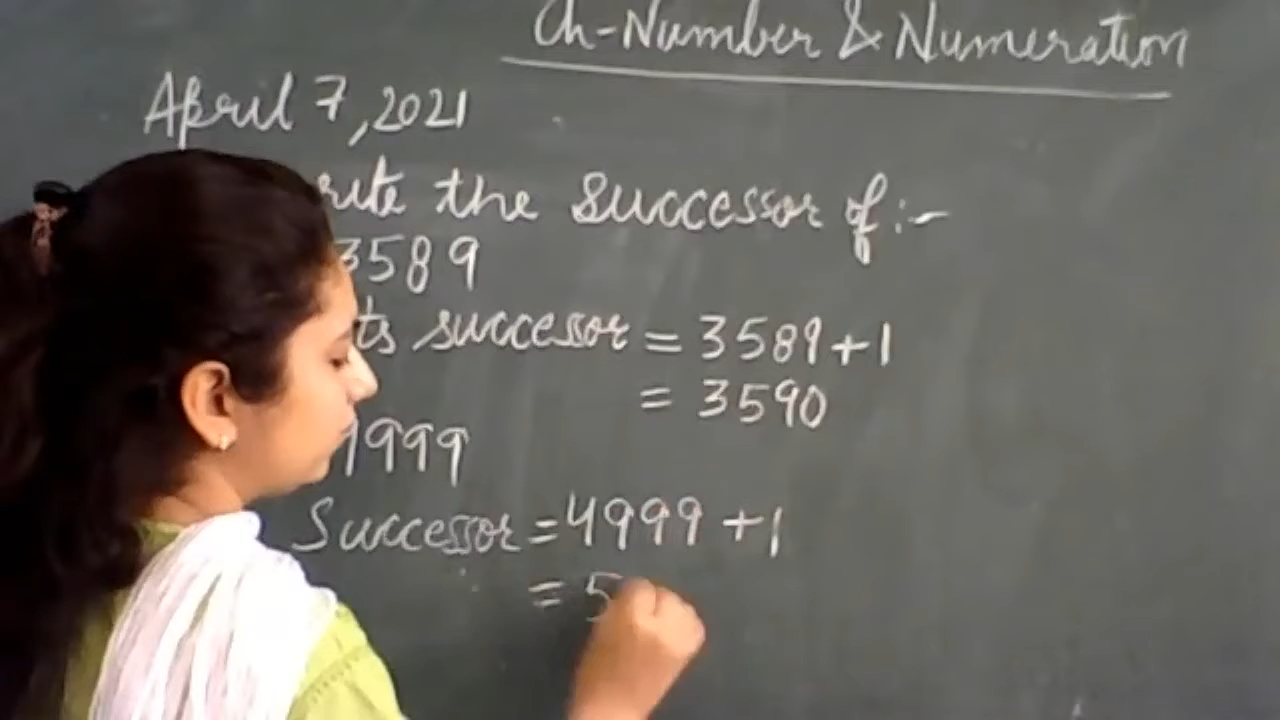 Ch-Number & Numeration
April 7, 2021
rite the successor of :-
3589
ts successor = 3589+1
= 3590
9999
Successor = 4999 +1
= 5